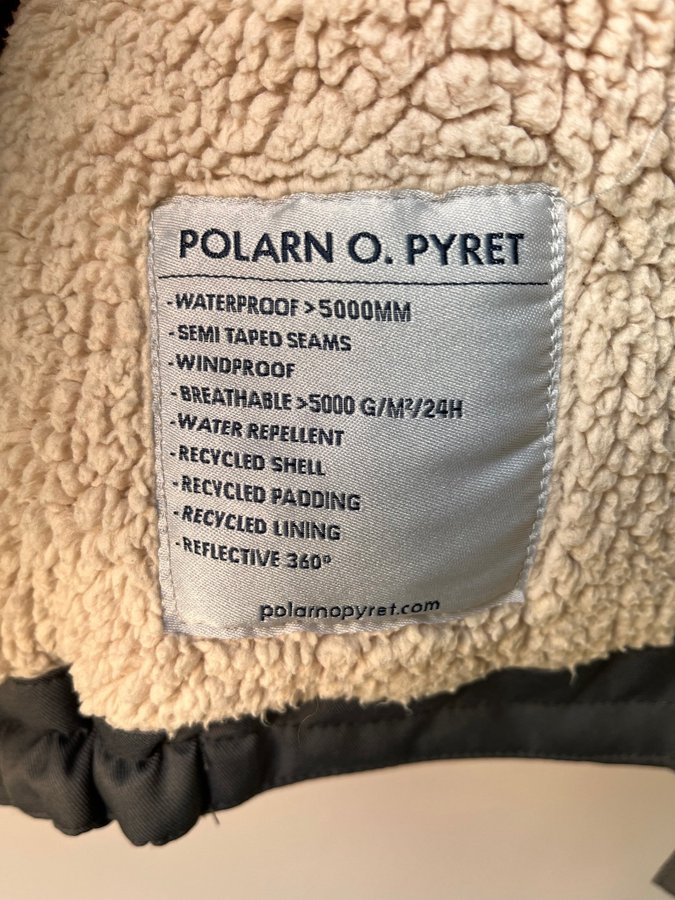 POLARN O. PYRET
-WATERPROOF >5000MM
-SEMI TAPED SEAMS
-WINDPROOF
-BREATHABLE >5000 G/M²/24H
-WATER REPELLENT
-RECYCLED SHELL
-RECYCLED PADDING
-RECYCLED LINING
-REFLECTIVE 360°
polarnopyret.com